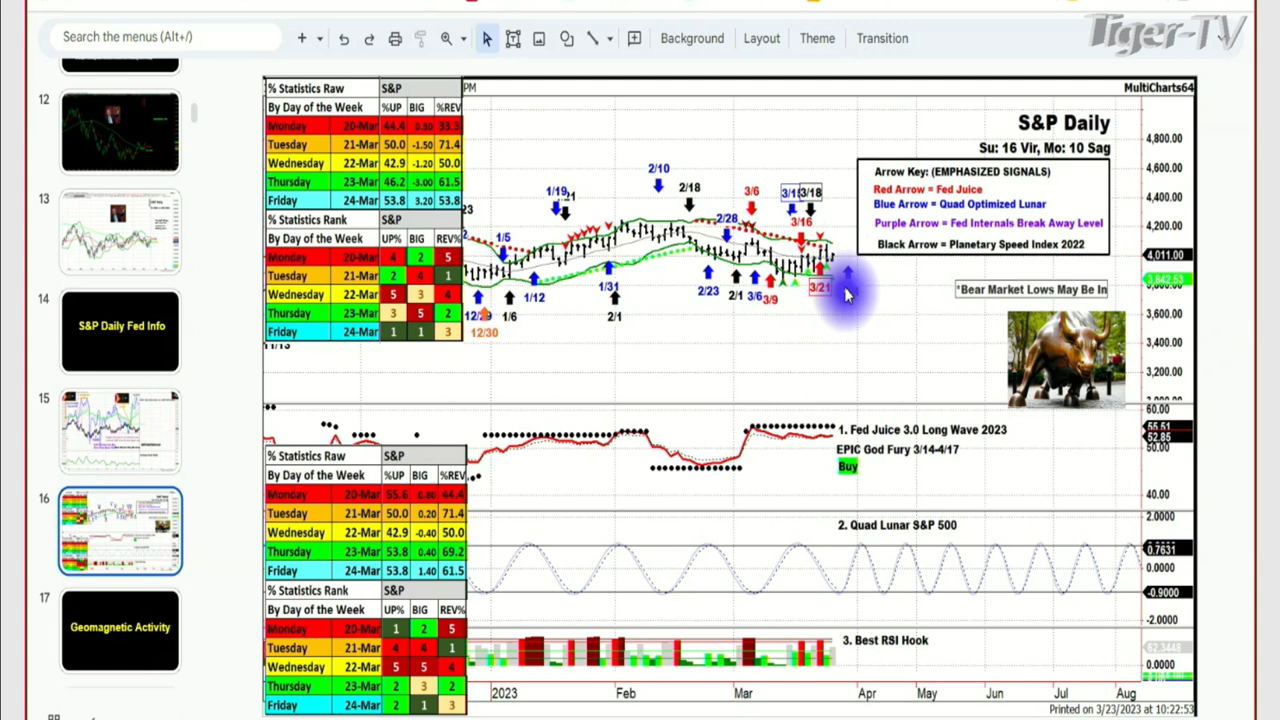 Search the menus (Alt+/)
Background
Layout
Theme
Transition
Tiger-TV
12
13
14
S&P Daily Fed Info
15
16
17
Geomagnetic Activity
% Statistics Raw S&P
By Day of the Week %UP BIG %REV
Monday 20-Mar 44.4 0.30 33.3
Tuesday 21-Mar 50.0 -1.50 71.4
Wednesday 22-Mar 42.9 -1.20 50.0
Thursday 23-Mar 46.2 -3.00 61.5
Friday 24-Mar 53.8 3.20 53.8
% Statistics Rank S&P
By Day of the Week UP% BIG REV%
Monday 20-Mar 4 2 5
Tuesday 21-Mar 2 4 1
Wednesday 22-Mar 5 3 4
Thursday 23-Mar 3 5 2
Friday 24-Mar 1 1 3
PM
MultiCharts64
S&P Daily
Su: 16 Vir, Mo: 10 Sag
Arrow Key: (EMPHASIZED SIGNALS)
Red Arrow = Fed Juice
Blue Arrow = Quad Optimized Lunar
Purple Arrow = Fed Internals Break Away Level
Black Arrow = Planetary Speed Index 2022
*Bear Market Lows May Be In
2/10
1/19
2/18
3/6
3/18
2/28
3/16
1/5
1/12
1/31
2/23
2/1
3/6
3/9
3/21
12/29
1/6
2/1
12/30
4,800.00
4,600.00
4,400.00
4,200.00
4,011.00
3,842.53
3,600.00
3,400.00
3,200.00
60.00
55.51
52.85
50.00
40.00
1. Fed Juice 3.0 Long Wave 2023
EPIC God Fury 3/14-4/17
Buy
% Statistics Raw S&P
By Day of the Week %UP BIG %REV
Monday 20-Mar 55.6 0.80 44.4
Tuesday 21-Mar 50.0 0.20 71.4
Wednesday 22-Mar 42.9 -0.40 50.0
Thursday 23-Mar 53.8 0.40 69.2
Friday 24-Mar 53.8 1.40 61.5
% Statistics Rank S&P
By Day of the Week UP% BIG REV%
Monday 20-Mar 1 2 5
Tuesday 21-Mar 4 4 1
Wednesday 22-Mar 5 5 4
Thursday 23-Mar 2 3 2
Friday 24-Mar 2 1 3
2. Quad Lunar S&P 500
2.0000
0.7631
0.0000
-0.9000
-2.0000
3. Best RSI Hook
0.0000
2023 Feb Mar Apr May Jun Jul Aug
Printed on 3/23/2023 at 10:22:53